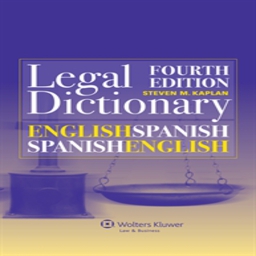 Legal FOURTH EDITION
STEVEN M. KAPLAN
Dictionary
ENGLISHSPANISH
SPANISHENGLISH
Wolters Kluwer
Law & Business